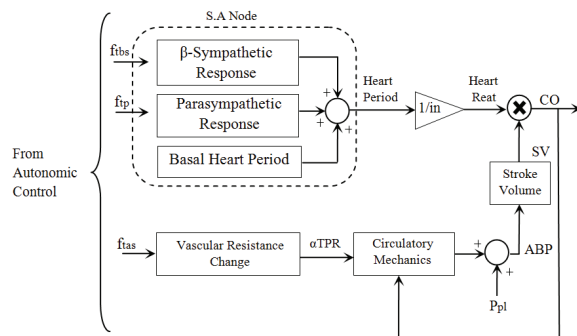 S.A Node
f_tbs
β-Sympathetic
Response
+
f_tp
Parasympathetic
Response
+
+
Basal Heart Period
Heart
Period
1/in
Heart
Reat
CO
SV
Stroke
Volume
From
Autonomic
Control
f_tas
Vascular Resistance
Change
αTPR
Circulatory
Mechanics
+
+
ABP
P_pl